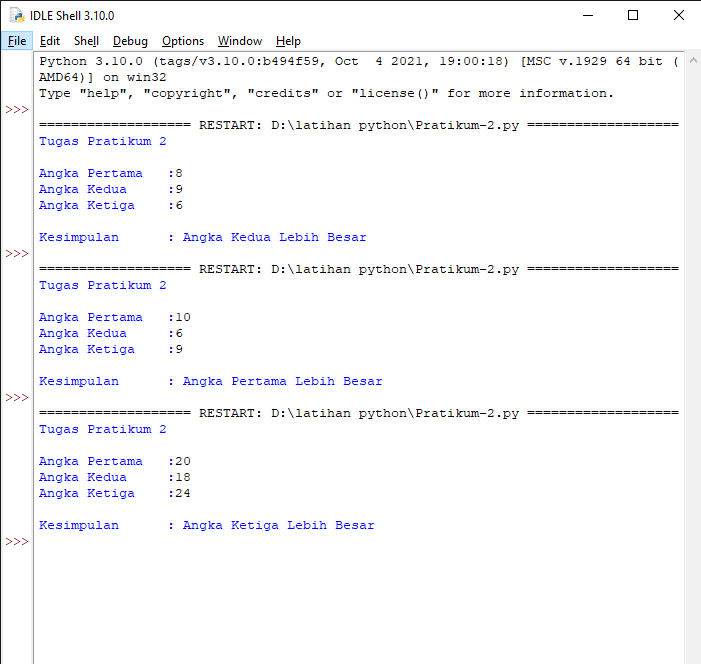 IDLE Shell 3.10.0
File Edit Shell Debug Options Window Help
Python 3.10.0 (tags/v3.10.0:b494f59, Oct  4 2021, 19:00:18) [MSC v.1929 64 bit (
AMD64)] on win32
Type "help", "copyright", "credits" or "license()" for more information.
>>>
=================== RESTART: D:\latihan python\Pratikum-2.py ===================
Tugas Pratikum 2
Angka Pertama   :8
Angka Kedua     :9
Angka Ketiga    :6
Kesimpulan      : Angka Kedua Lebih Besar
>>>
=================== RESTART: D:\latihan python\Pratikum-2.py ===================
Tugas Pratikum 2
Angka Pertama   :10
Angka Kedua     :6
Angka Ketiga    :9
Kesimpulan      : Angka Pertama Lebih Besar
>>>
=================== RESTART: D:\latihan python\Pratikum-2.py ===================
Tugas Pratikum 2
Angka Pertama   :20
Angka Kedua     :18
Angka Ketiga    :24
Kesimpulan      : Angka Ketiga Lebih Besar
>>>